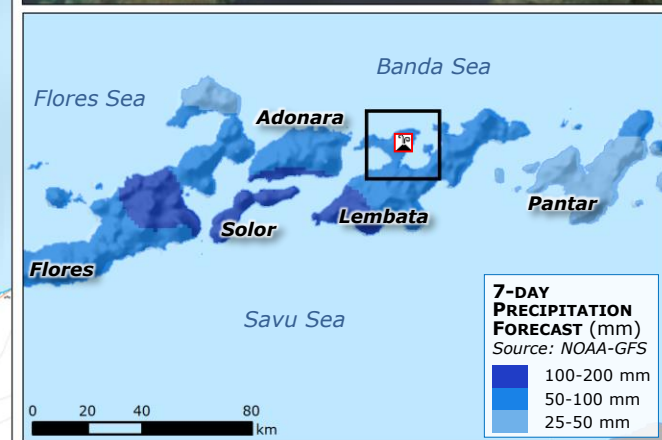 Banda Sea
Flores Sea
Adonara
Solor
Lembata
Pantar
Flores
Savu Sea
7-DAY
PRECIPITATION
FORECAST (mm)
Source: NOAA-GFS
100-200 mm
50-100 mm
25-50 mm
0 20 40 80
km